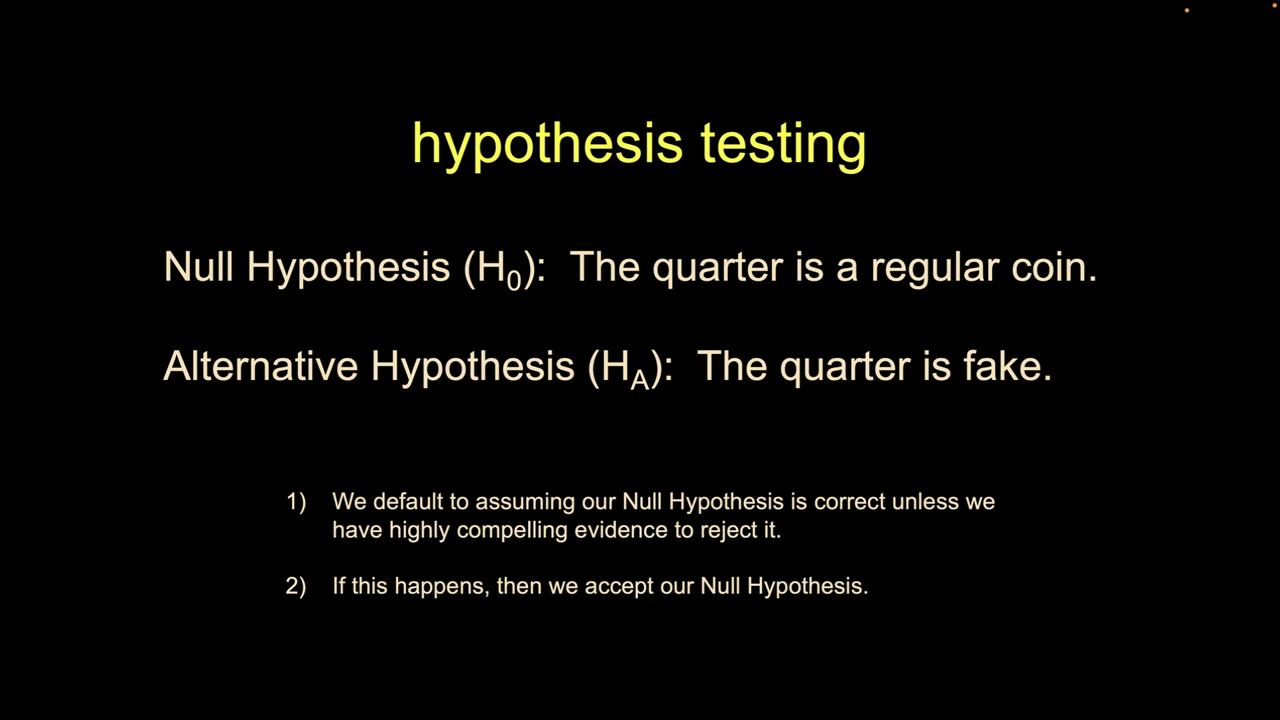 hypothesis testing
Null Hypothesis (H₀): The quarter is a regular coin.
Alternative Hypothesis (Hₐ): The quarter is fake.
1) We default to assuming our Null Hypothesis is correct unless we
have highly compelling evidence to reject it.
2) If this happens, then we accept our Null Hypothesis.